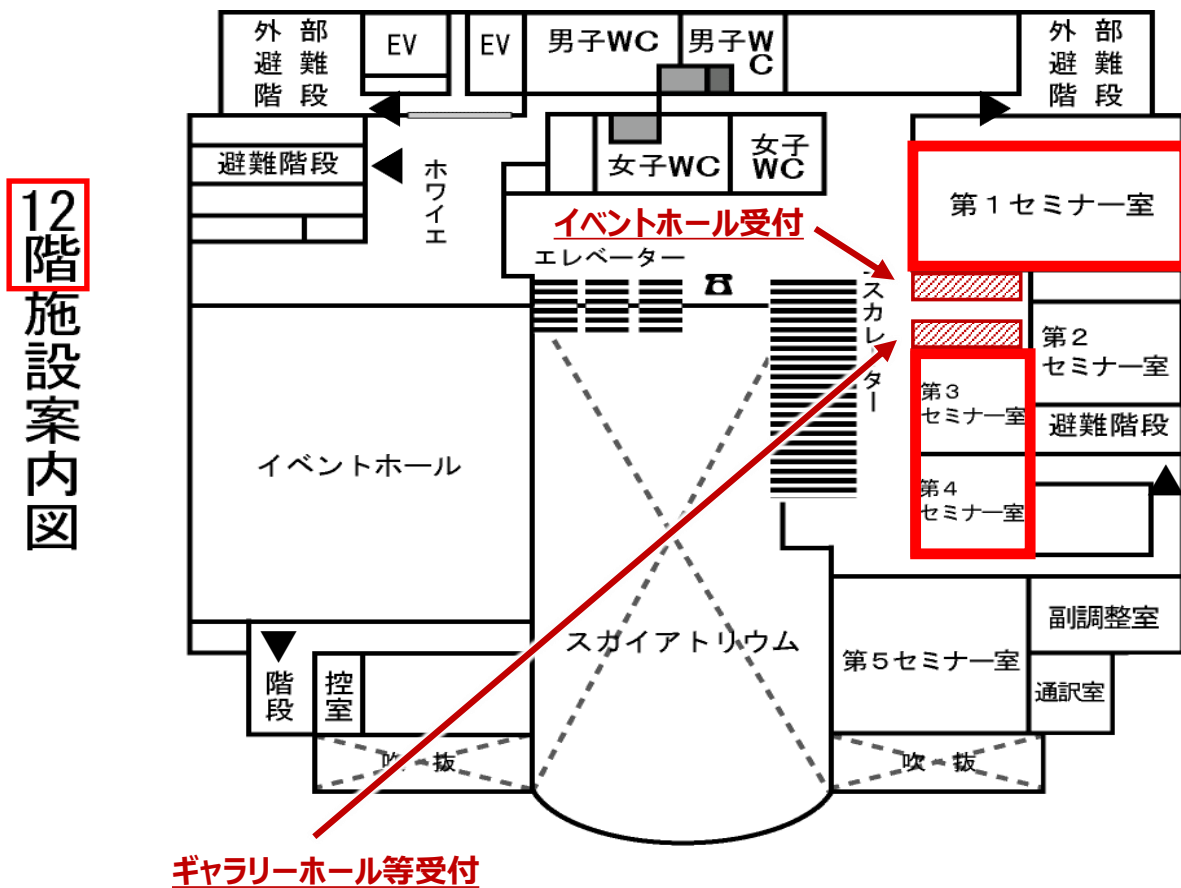 12階施設案内図
外部
避難
階段
EV
EV
男子WC
男子W
C
外部
避難
階段
避難階段
ホワイエ
女子WC
女子
WC
第1セミナー室
イベントホール受付
エレベーター
スカレーター
第2
セミナー室
第3
セミナー室
避難階段
イベントホール
第4
セミナー室
スカイアトリウム
副調整室
第5セミナー室
階段
控室
通訳室
吹抜
吹抜
ギャラリーホール等受付